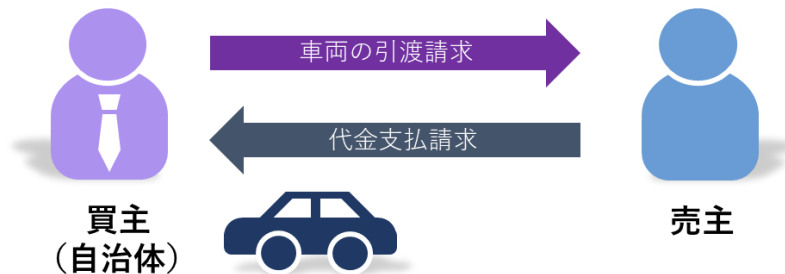 車両の引渡請求
代金支払請求
買主
（自治体）
売主